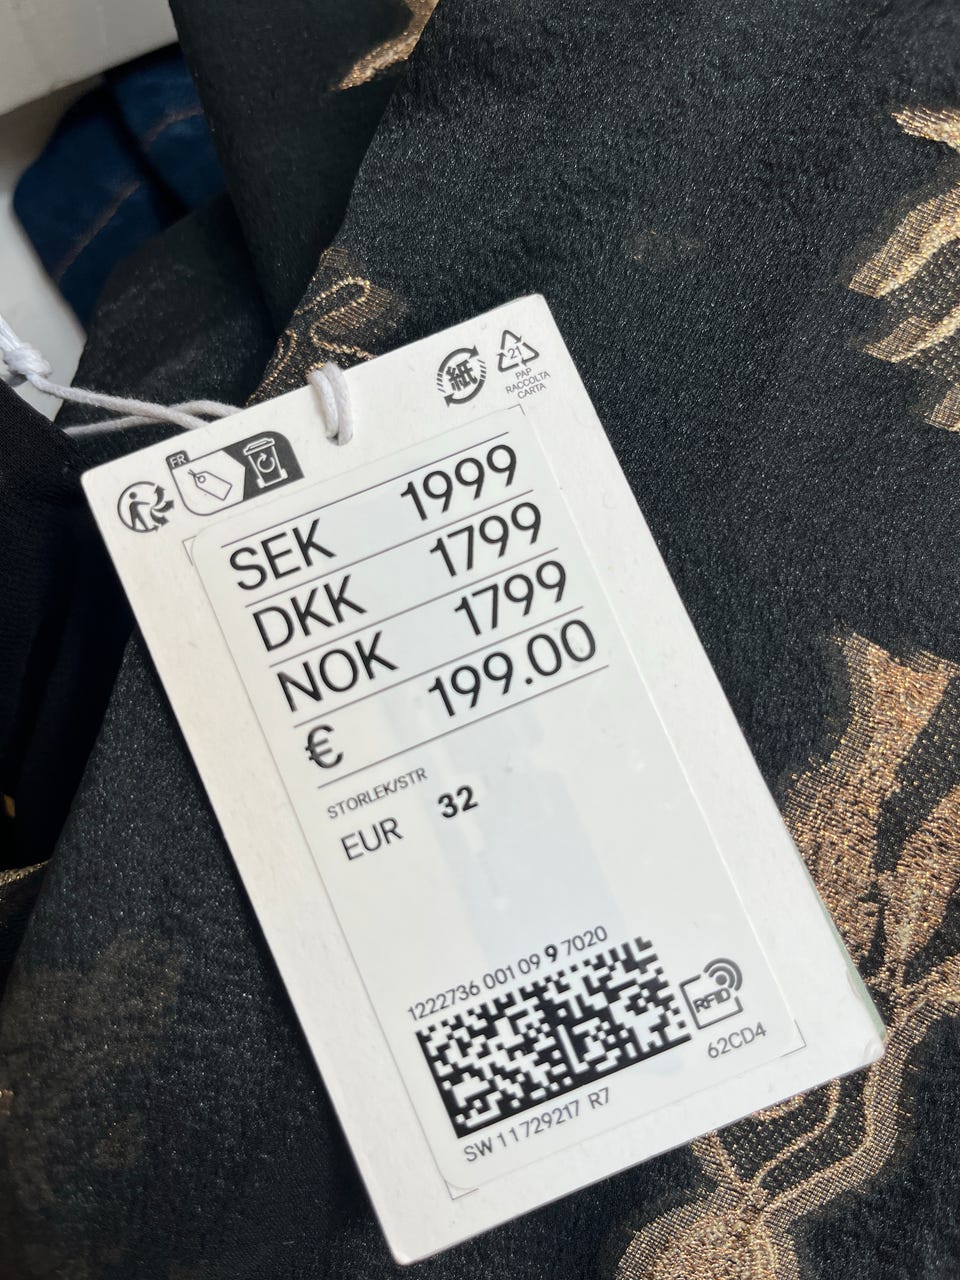 紙
21
PAP
RACCOLTA
CARTA
FR
SEK 1999
DKK 1799
NOK 1799
€ 199.00
STORLEK/STR
EUR 32
1222736 001 09 9 7020
RFID
62CD4
SW 11729217 R7